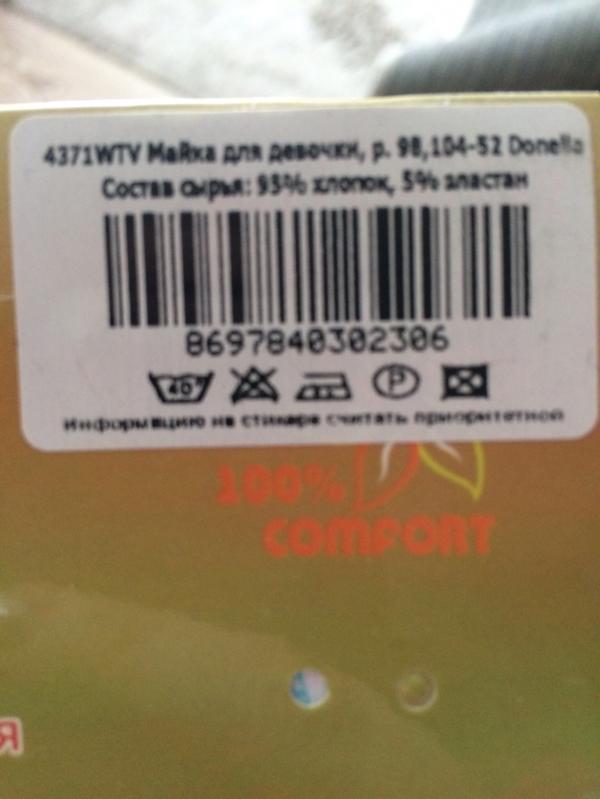 4371WTV Майка для девочки, р. 98,104-52 Donella
Состав сырья: 95% хлопок, 5% эластан
8697840302306
40° P
Информацию на стикере считать приоритетной
100%
COMFORT
Я